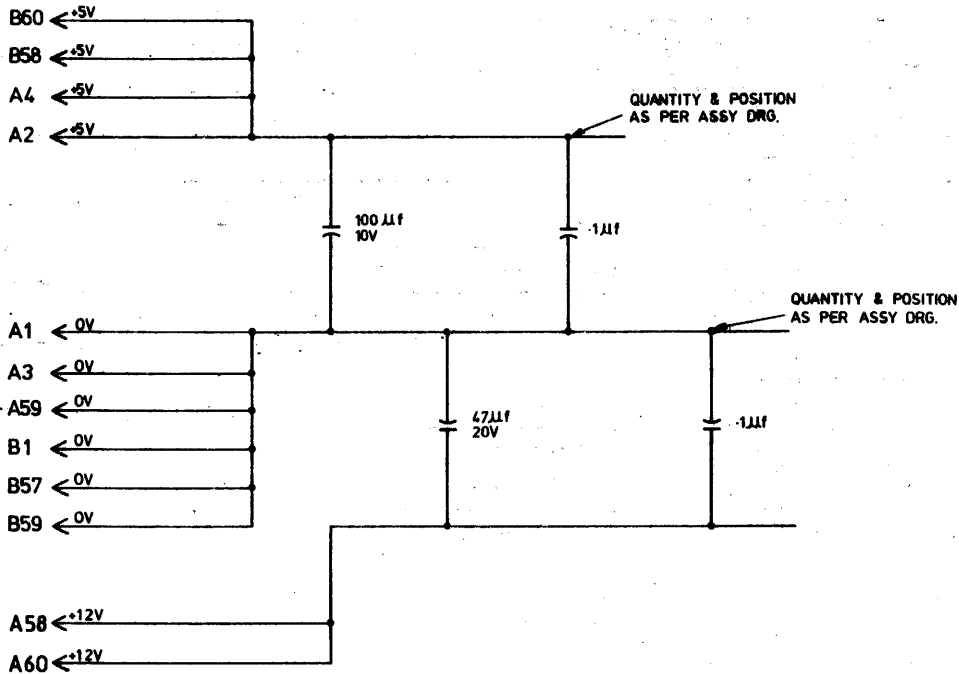 B60 +5V
B58 +5V
A4 +5V
A2 +5V
QUANTITY & POSITION
AS PER ASSY DRG.
100µf
10V
·1µf
QUANTITY & POSITION
AS PER ASSY DRG.
A1 0V
A3 0V
A59 0V
B1 0V
B57 0V
B59 0V
47µf
20V
·1µf
A58 +12V
A60 +12V